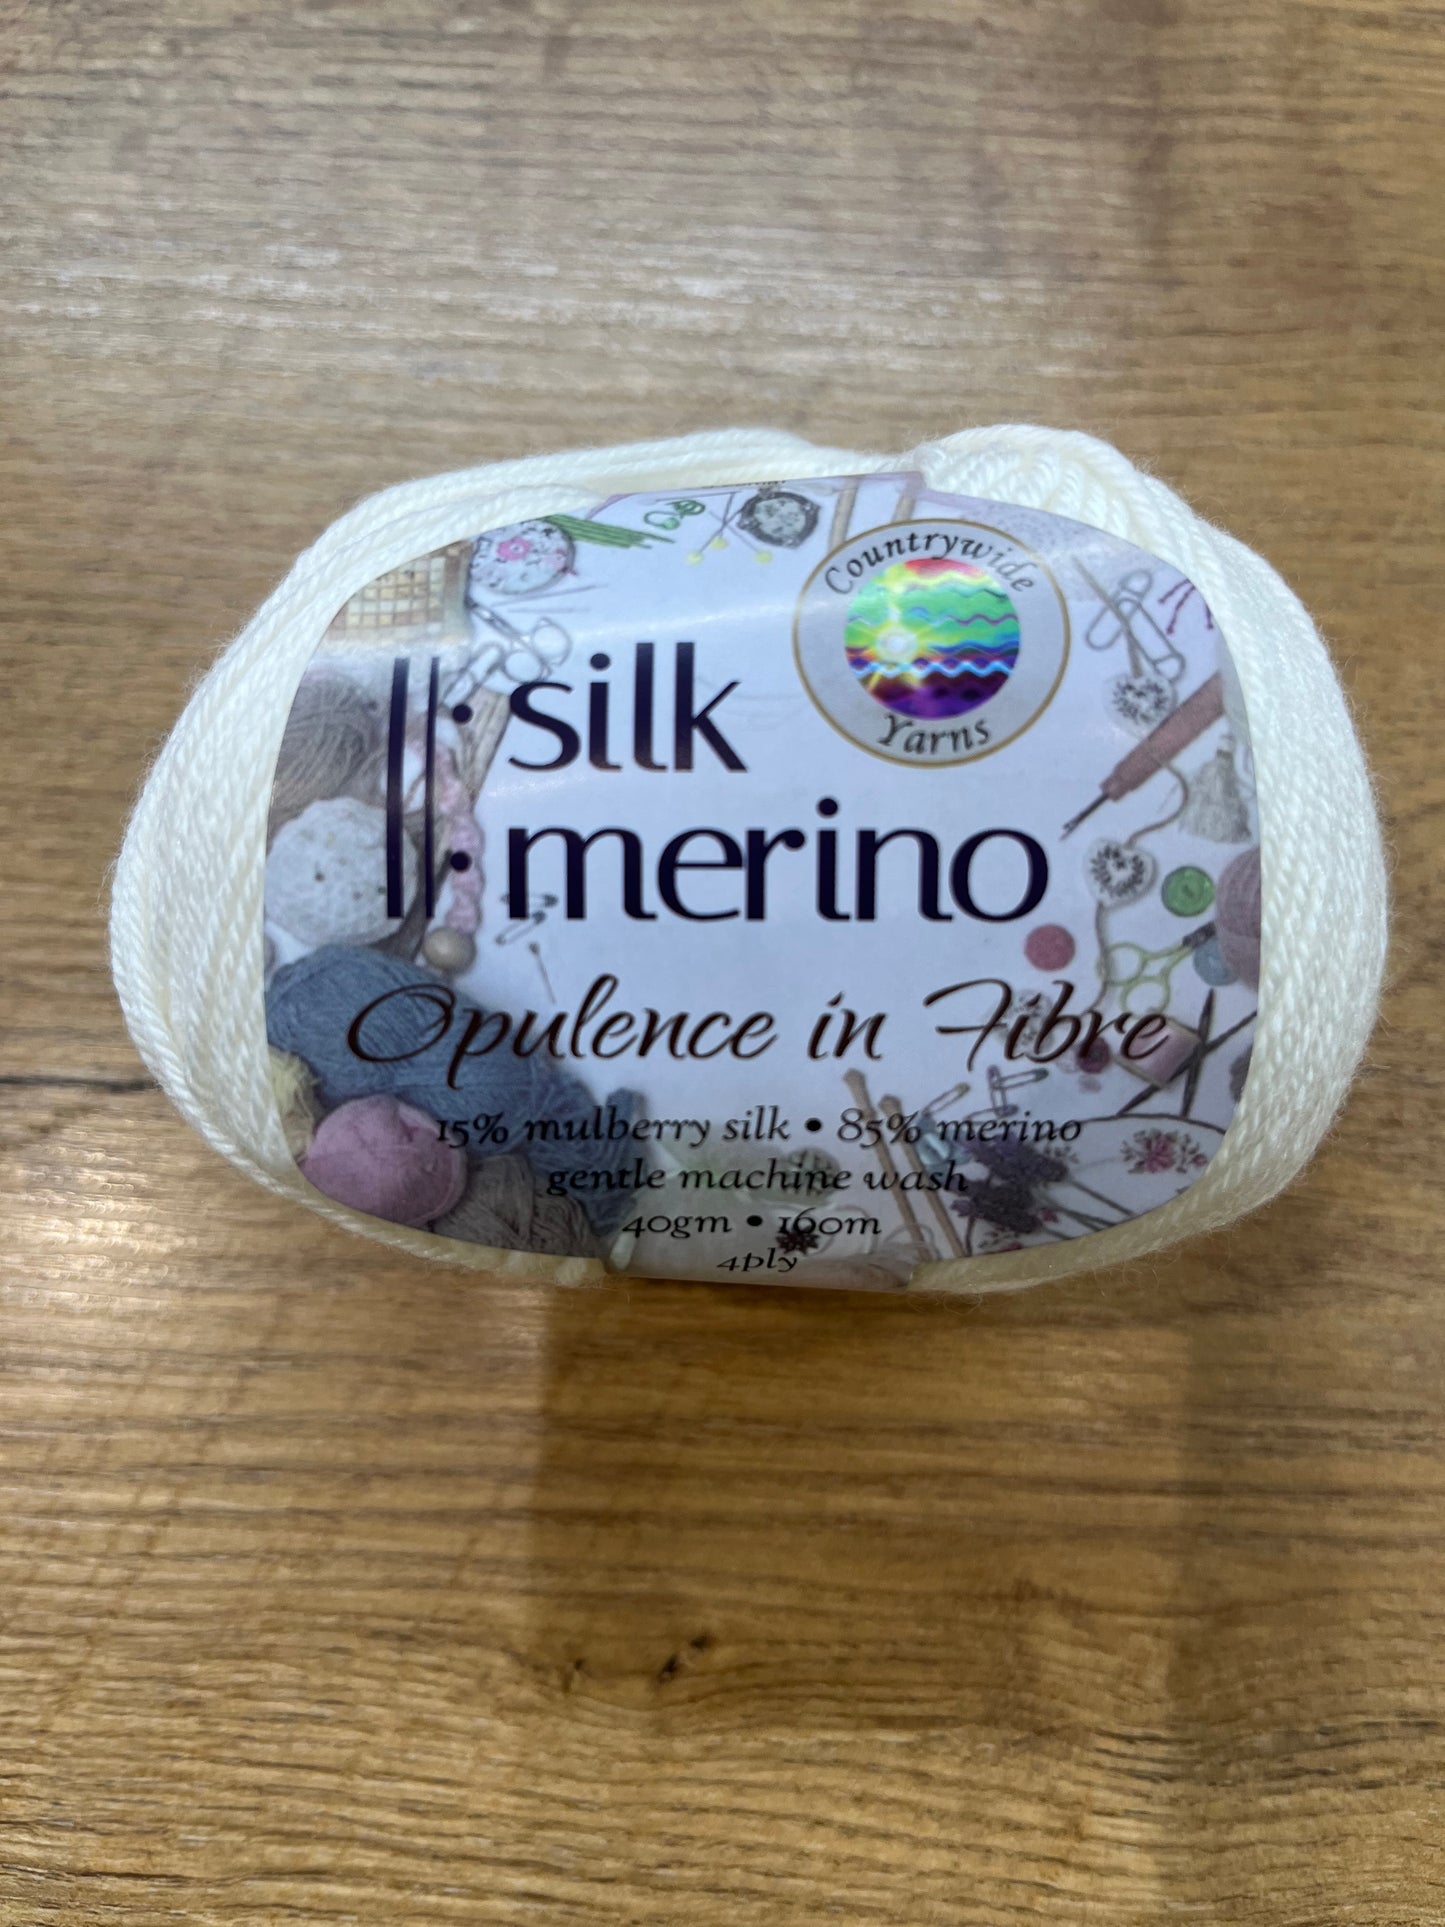 Countrywide
Yarns
silk
merino
Opulence in Fibre
15% mulberry silk • 85% merino
gentle machine wash
40gm • 160m
4ply